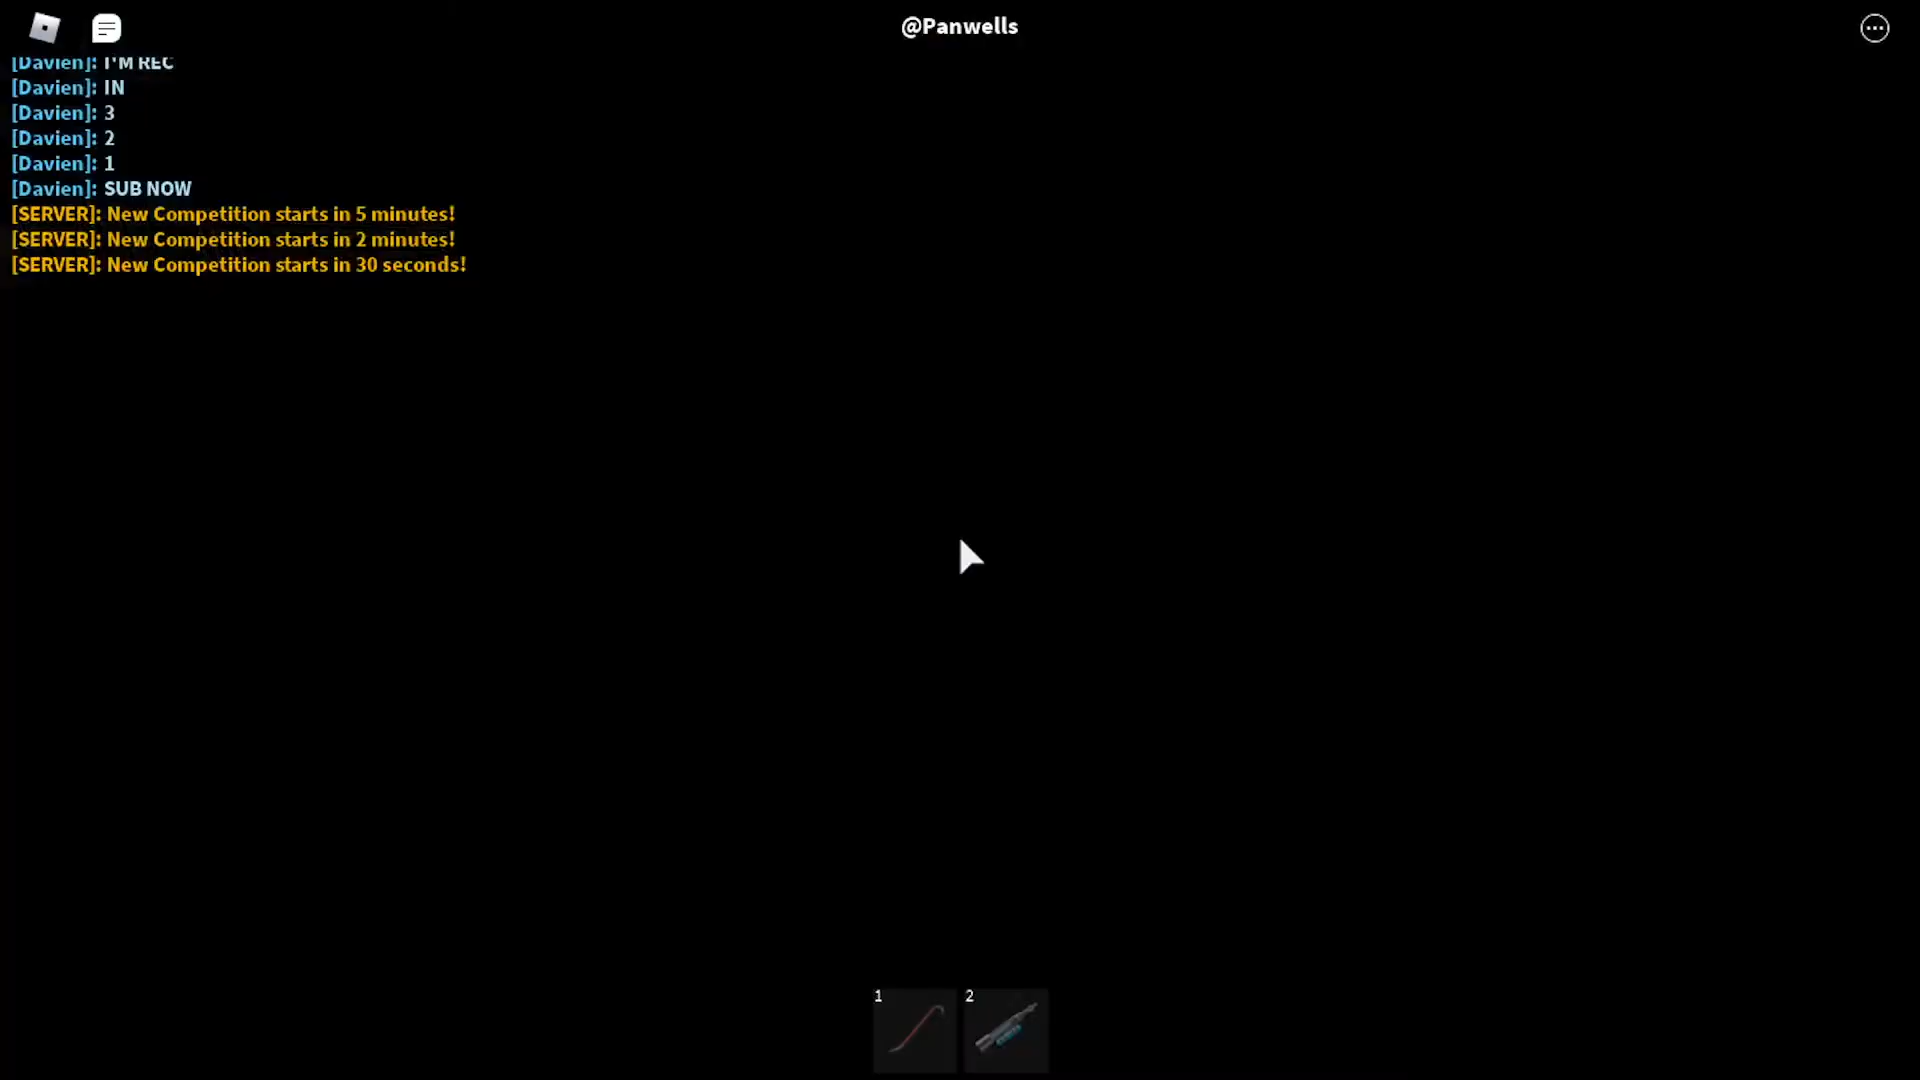 @Panwells
[Davien]: I'M REC
[Davien]: IN
[Davien]: 3
[Davien]: 2
[Davien]: 1
[Davien]: SUB NOW
[SERVER]: New Competition starts in 5 minutes!
[SERVER]: New Competition starts in 2 minutes!
[SERVER]: New Competition starts in 30 seconds!
1 2